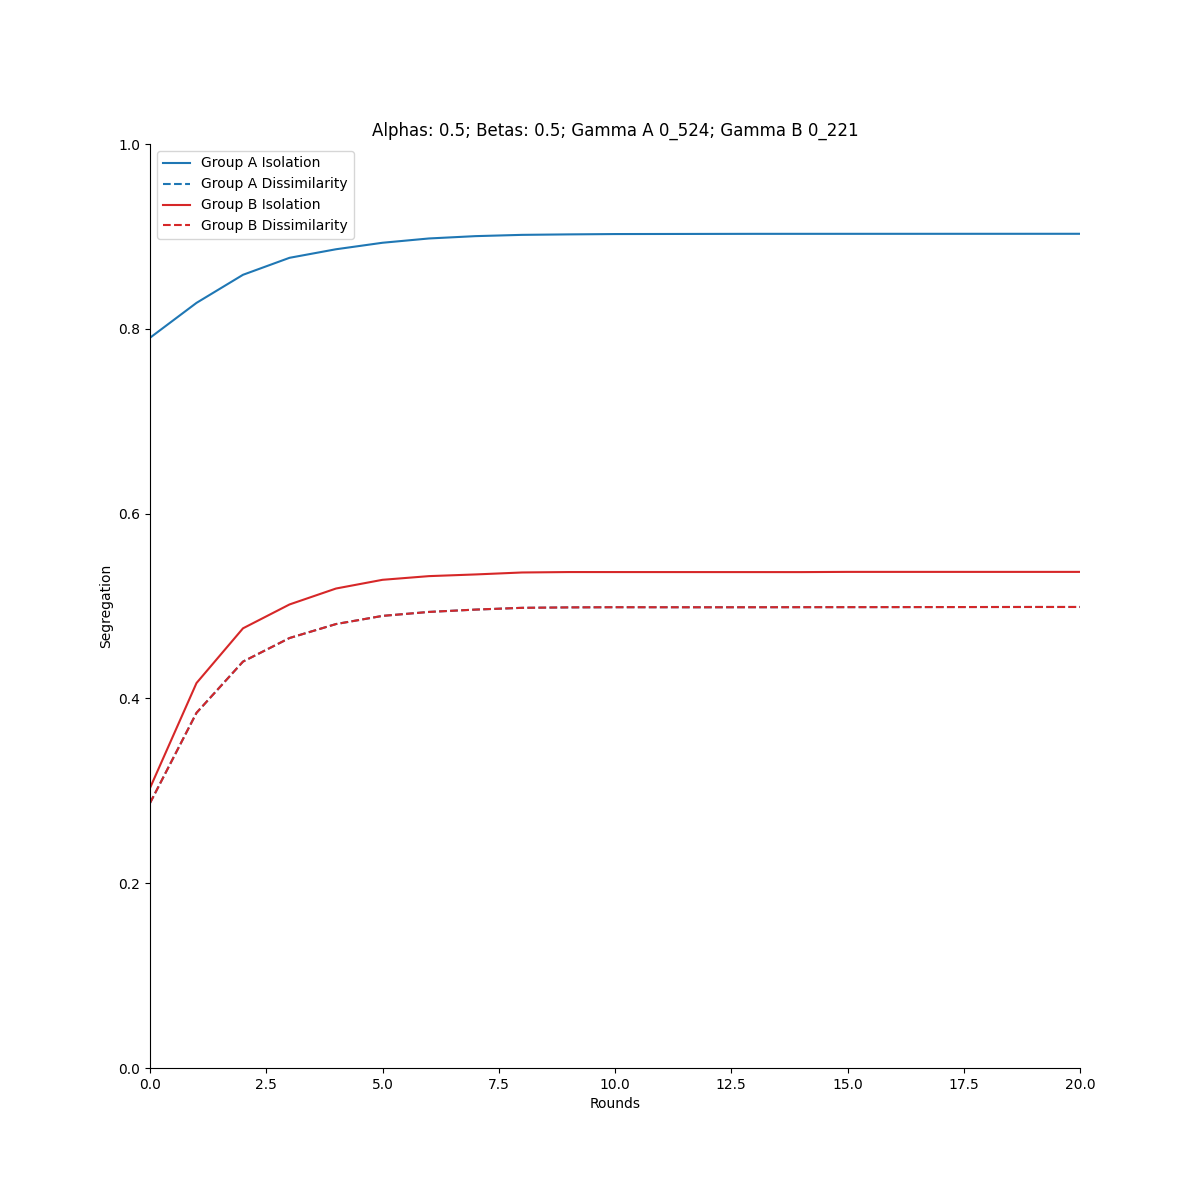 Alphas: 0.5; Betas: 0.5; Gamma A 0_524; Gamma B 0_221
1.0
Group A Isolation
Group A Dissimilarity
Group B Isolation
Group B Dissimilarity
0.8
0.6
Segregation
0.4
0.2
0.0
0.0 2.5 5.0 7.5 10.0 12.5 15.0 17.5 20.0
Rounds